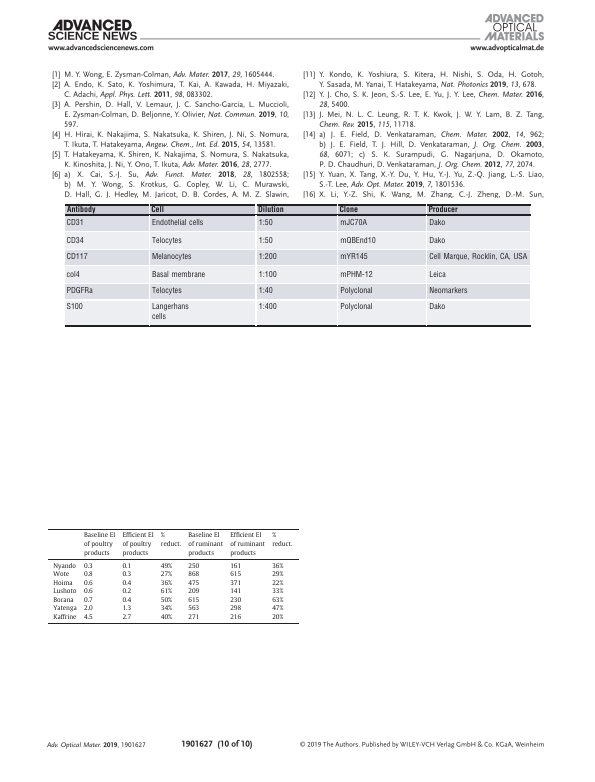 ADVANCED
SCIENCE NEWS
www.advancedsciencenews.com
ADVANCED
OPTICAL
MATERIALS
www.advopticalmat.de
[1] M. Y. Wong, E. Zysman-Colman, Adv. Mater. 2017, 29, 1605444.
[2] A. Endo, K. Sato, K. Yoshimura, T. Kai, A. Kawada, H. Miyazaki,
C. Adachi, Appl. Phys. Lett. 2011, 98, 083302.
[3] A. Pershin, D. Hall, V. Lemaur, J. C. Sancho-Garcia, L. Muccioli,
E. Zysman-Colman, D. Beljonne, Y. Olivier, Nat. Commun. 2019, 10,
597.
[4] H. Hirai, K. Nakajima, S. Nakatsuka, K. Shiren, J. Ni, S. Nomura,
T. Ikuta, T. Hatakeyama, Angew. Chem., Int. Ed. 2015, 54, 13581.
[5] T. Hatakeyama, K. Shiren, K. Nakajima, S. Nomura, S. Nakatsuka,
K. Kinoshita, J. Ni, Y. Ono, T. Ikuta, Adv. Mater. 2016, 28, 2777.
[6] a) X. Cai, S.-J. Su, Adv. Funct. Mater. 2018, 28, 1802558;
b) M. Y. Wong, S. Krotkus, G. Copley, W. Li, C. Murawski,
D. Hall, G. J. Hedley, M. Jaricot, D. B. Cordes, A. M. Z. Slawin,
[11] Y. Kondo, K. Yoshiura, S. Kitera, H. Nishi, S. Oda, H. Gotoh,
Y. Sasada, M. Yanai, T. Hatakeyama, Nat. Photonics 2019, 13, 678.
[12] Y. J. Cho, S. K. Jeon, S.-S. Lee, E. Yu, J. Y. Lee, Chem. Mater. 2016,
28, 5400.
[13] J. Mei, N. L. C. Leung, R. T. K. Kwok, J. W. Y. Lam, B. Z. Tang,
Chem. Rev. 2015, 115, 11718.
[14] a) J. E. Field, D. Venkataraman, Chem. Mater. 2002, 14, 962;
b) J. E. Field, T. J. Hill, D. Venkataraman, J. Org. Chem. 2003,
68, 6071; c) S. K. Surampudi, G. Nagarjuna, D. Okamoto,
P. D. Chaudhuri, D. Venkataraman, J. Org. Chem. 2012, 77, 2074.
[15] Y. Yuan, X. Tang, X.-Y. Du, Y. Hu, Y.-J. Yu, Z.-Q. Jiang, L.-S. Liao,
S.-T. Lee, Adv. Opt. Mater. 2019, 7, 1801536.
[16] X. Li, Y.-Z. Shi, K. Wang, M. Zhang, C.-J. Zheng, D.-M. Sun,
Antibody Cell Dilution Clone Producer
CD31 Endothelial cells 1:50 mJC70A Dako
CD34 Telocytes 1:50 mQBEnd10 Dako
CD117 Melanocytes 1:200 mYR145 Cell Marque, Rocklin, CA, USA
col4 Basal membrane 1:100 mPHM-12 Leica
PDGFRa Telocytes 1:40 Polyclonal Neomarkers
S100 Langerhans 1:400 Polyclonal Dako
cells
Baseline EI Efficient EI % Baseline EI Efficient EI %
of poultry of poultry reduct. of ruminant of ruminant reduct.
products products products products
Nyando 0.3 0.1 49% 250 161 36%
Wote 0.8 0.3 27% 868 615 29%
Hoima 0.6 0.4 36% 475 371 22%
Lushoto 0.6 0.2 61% 209 141 33%
Borana 0.7 0.4 50% 615 230 63%
Yatenga 2.0 1.3 34% 563 298 47%
Kaffrine 4.5 2.7 40% 271 216 20%
Adv. Optical Mater. 2019, 1901627
1901627 (10 of 10)
© 2019 The Authors. Published by WILEY-VCH Verlag GmbH & Co. KGaA, Weinheim